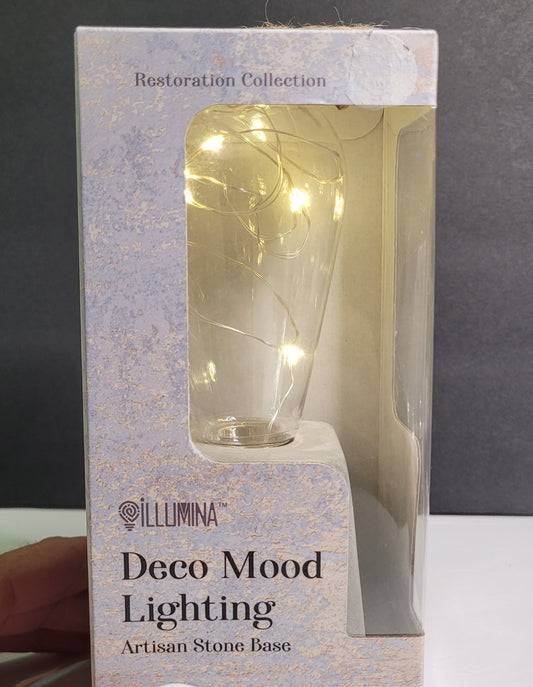 Restoration Collection
iLLUMINA™
Deco Mood
Lighting
Artisan Stone Base